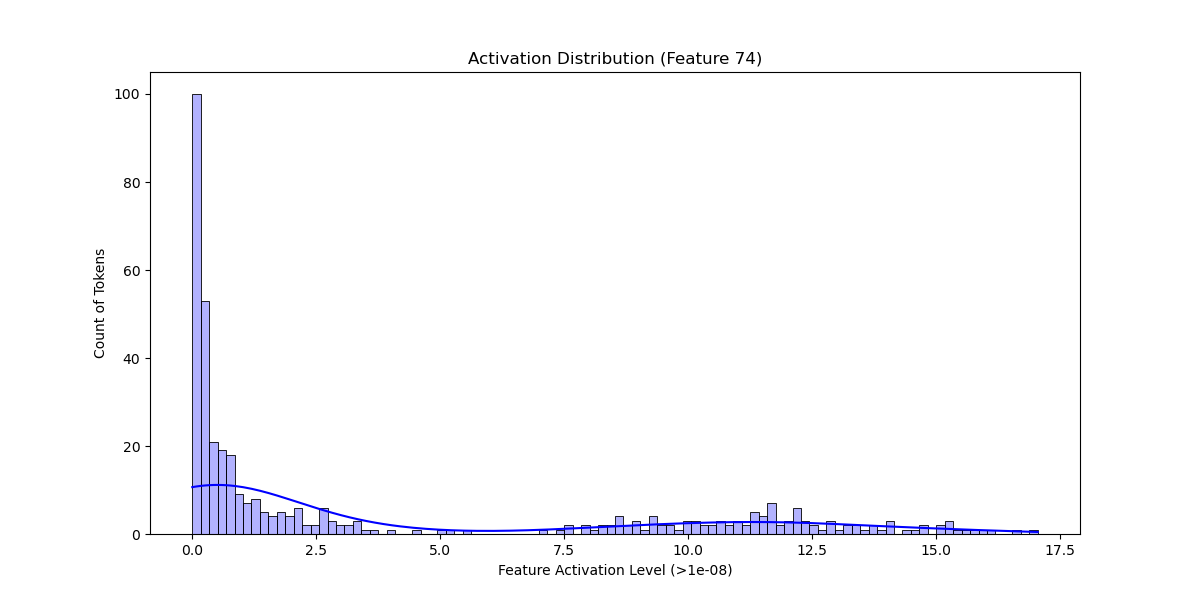 Activation Distribution (Feature 74)
Count of Tokens
100
80
60
40
20
0
0.0 2.5 5.0 7.5 10.0 12.5 15.0 17.5
Feature Activation Level (>1e-08)